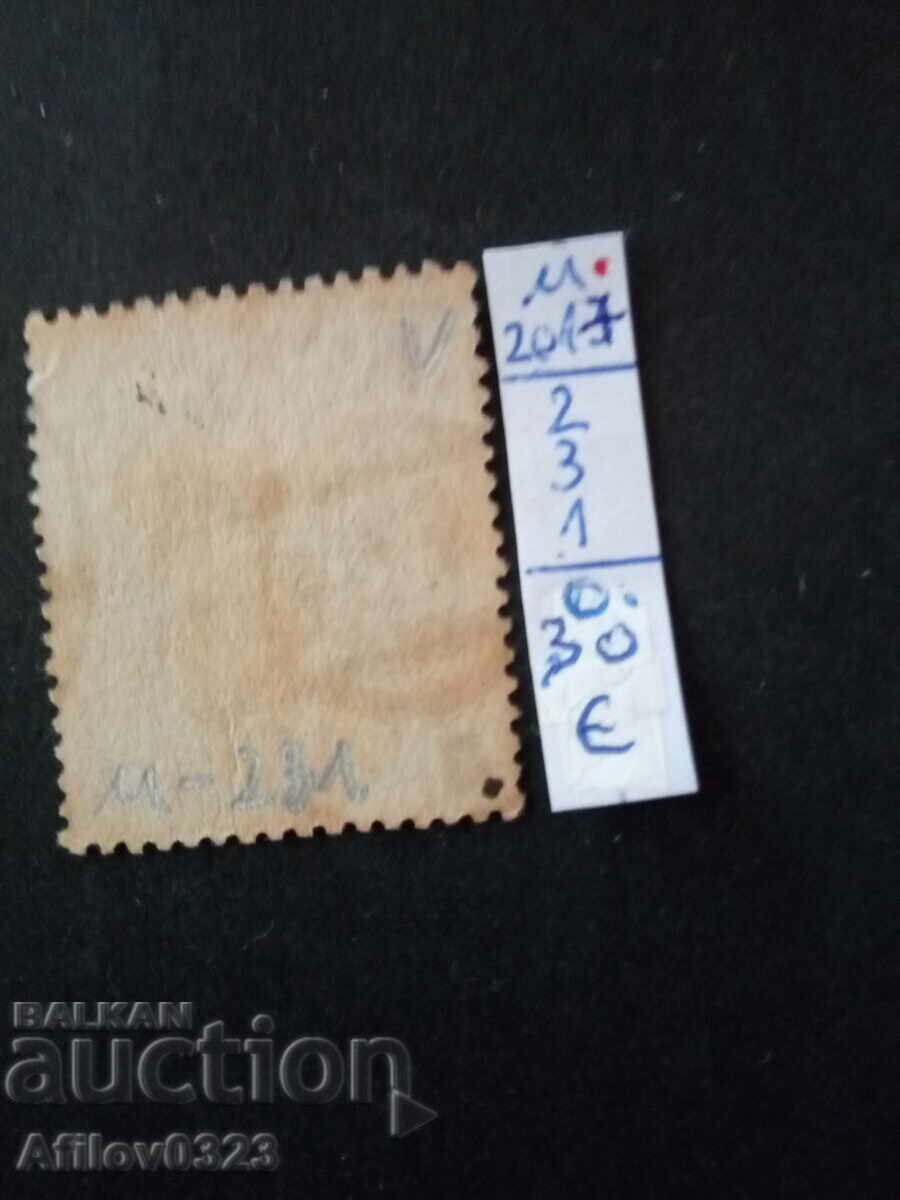 V
м-231
м.
2017
2
3
1
0.
30
€
BALKAN
auction
Afilov0323